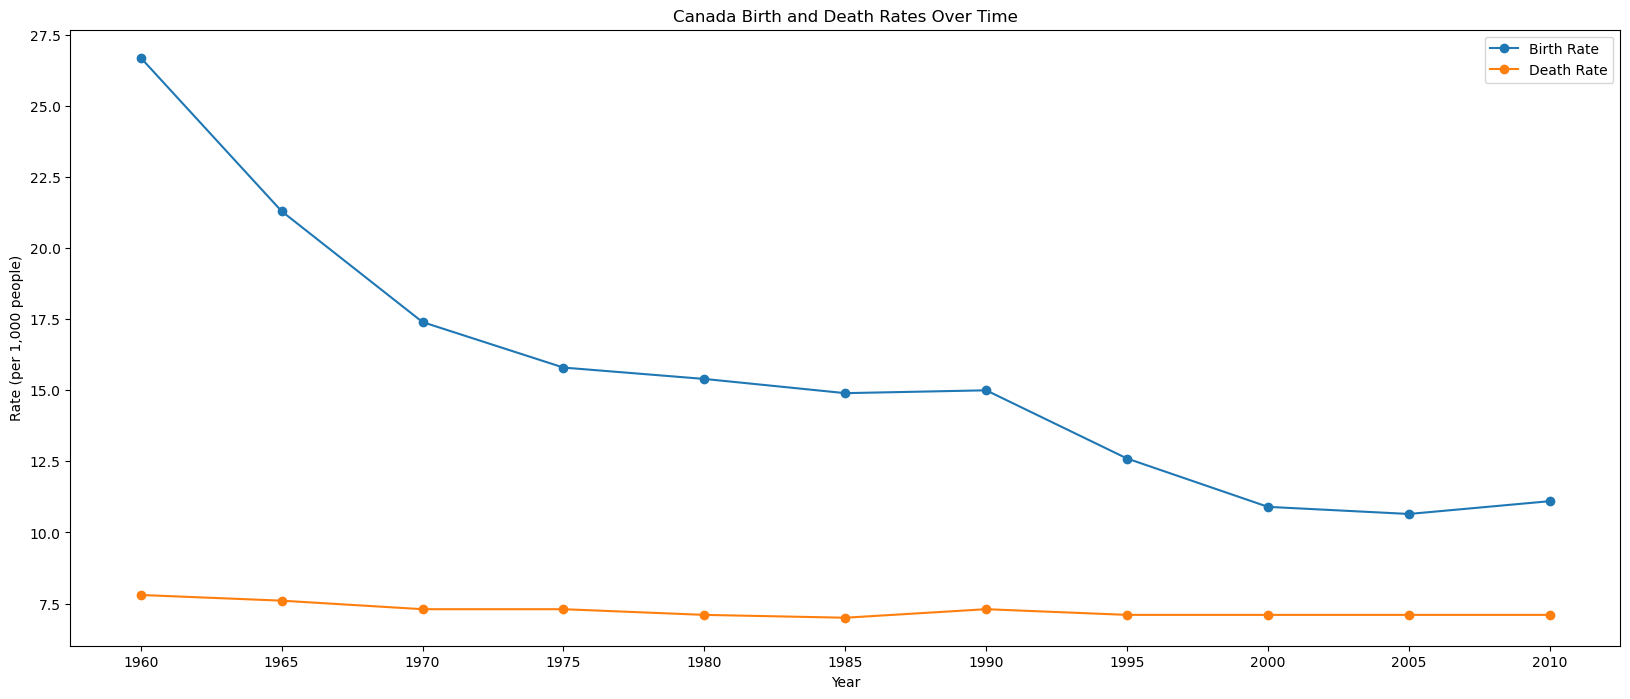 Canada Birth and Death Rates Over Time
Birth Rate
Death Rate
Rate (per 1,000 people)
27.5
25.0
22.5
20.0
17.5
15.0
12.5
10.0
7.5
1960 1965 1970 1975 1980 1985 1990 1995 2000 2005 2010
Year